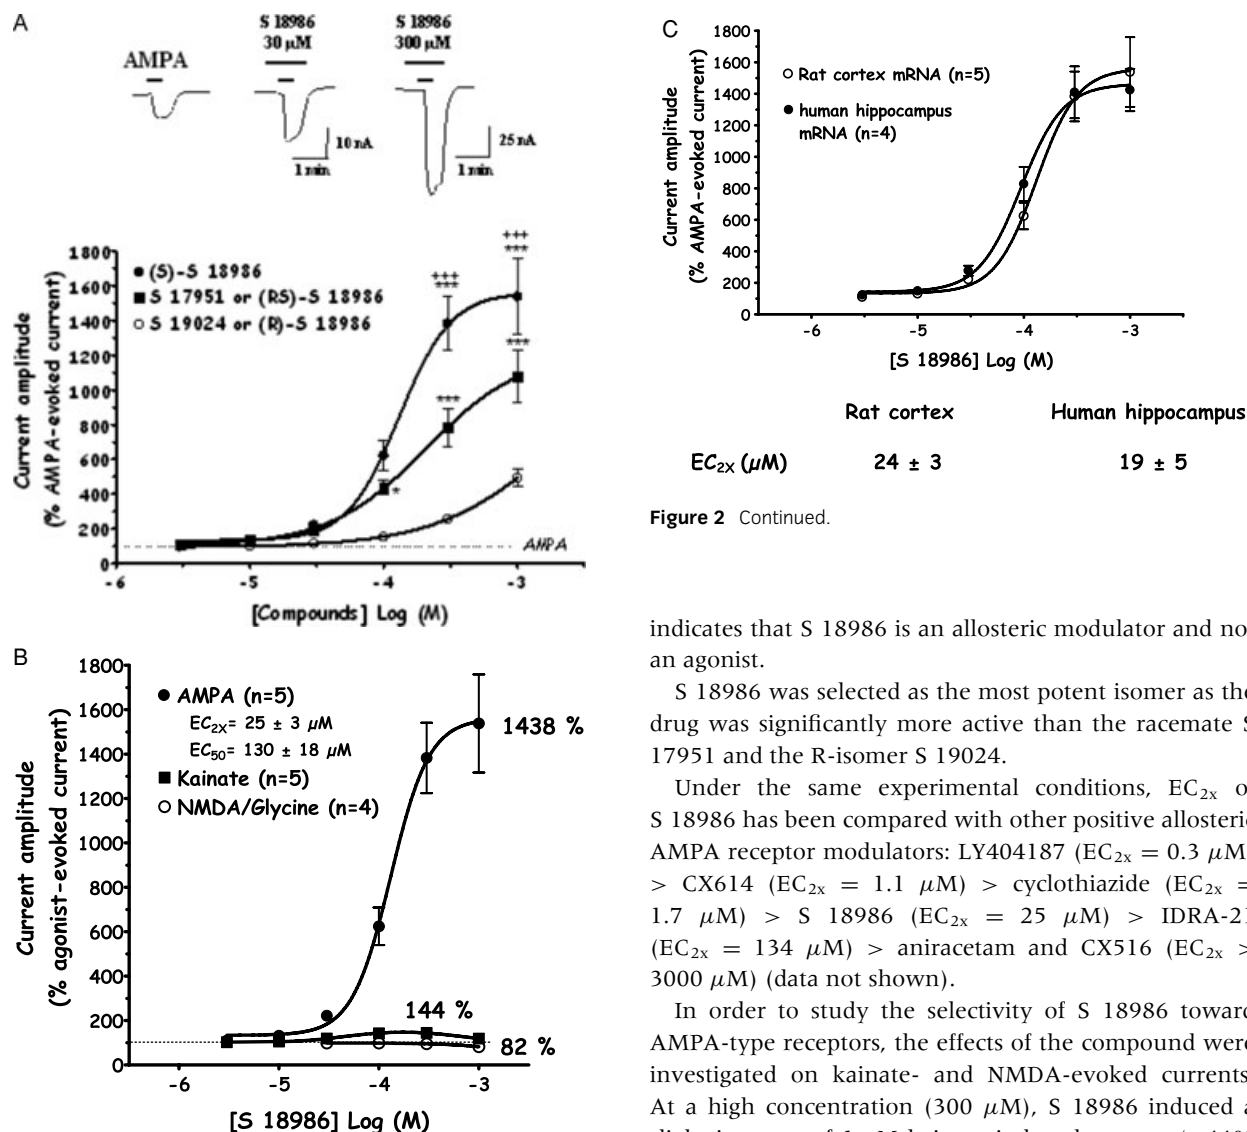 A
S 18986
30 μM
S 18986
300 μM
AMPA
10 nA
1 min
25 nA
1 min
Current amplitude
(% AMPA-evoked current)
1800
1600
1400
1200
1000
800
600
400
200
0
(S)-S 18986
S 17951 or (RS)-S 18986
S 19024 or (R)-S 18986
+++
***
+++
***
***
***
*
AMPA
-6
-5
-4
-3
[Compounds] Log (M)
B
Current amplitude
(% agonist-evoked current)
1800
1600
1400
1200
1000
800
600
400
200
0
AMPA (n=5)
EC2X= 25 ± 3 μM
EC50= 130 ± 18 μM
Kainate (n=5)
NMDA/Glycine (n=4)
1438 %
144 %
82 %
-6
-5
-4
-3
[S 18986] Log (M)
C
Current amplitude
(% AMPA-evoked current)
1800
1600
1400
1200
1000
800
600
400
200
0
Rat cortex mRNA (n=5)
human hippocampus
mRNA (n=4)
-6
-5
-4
-3
[S 18986] Log (M)
Rat cortex Human hippocampus
EC2X (μM) 24 ± 3 19 ± 5
Figure 2 Continued.
indicates that S 18986 is an allosteric modulator and no
an agonist.
S 18986 was selected as the most potent isomer as the
drug was significantly more active than the racemate S
17951 and the R-isomer S 19024.
Under the same experimental conditions, EC2x o
S 18986 has been compared with other positive allosteric
AMPA receptor modulators: LY404187 (EC2x = 0.3 μM
> CX614 (EC2x = 1.1 μM) > cyclothiazide (EC2x =
1.7 μM) > S 18986 (EC2x = 25 μM) > IDRA-21
(EC2x = 134 μM) > aniracetam and CX516 (EC2x >
3000 μM) (data not shown).
In order to study the selectivity of S 18986 toward
AMPA-type receptors, the effects of the compound were
investigated on kainate- and NMDA-evoked currents
At a high concentration (300 μM), S 18986 induced a